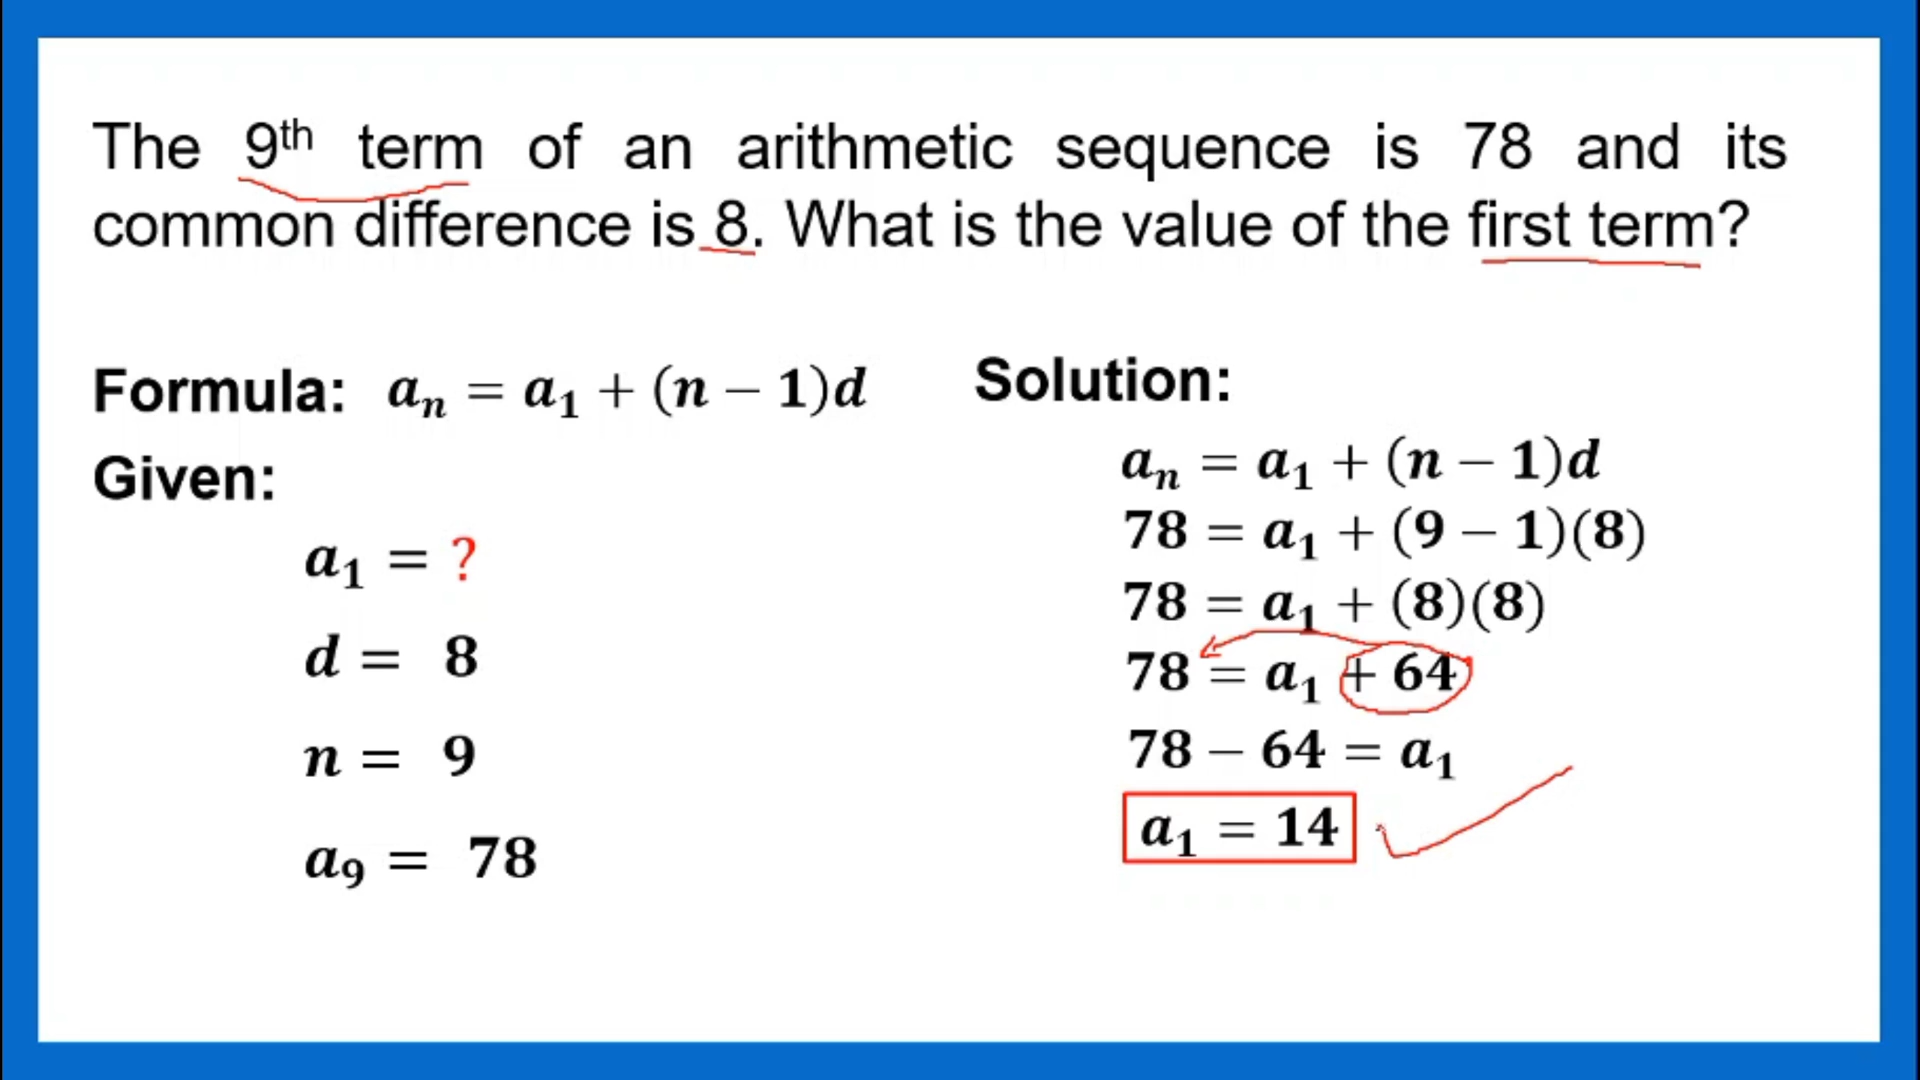 The 9th term of an arithmetic sequence is 78 and its
common difference is 8. What is the value of the first term?
Formula: aₙ = a₁ + (n − 1)d
Given:
a₁ = ?
d = 8
n = 9
a₉ = 78
Solution:
aₙ = a₁ + (n − 1)d
78 = a₁ + (9 − 1)(8)
78 = a₁ + (8)(8)
78 = a₁ + 64
78 − 64 = a₁
a₁ = 14